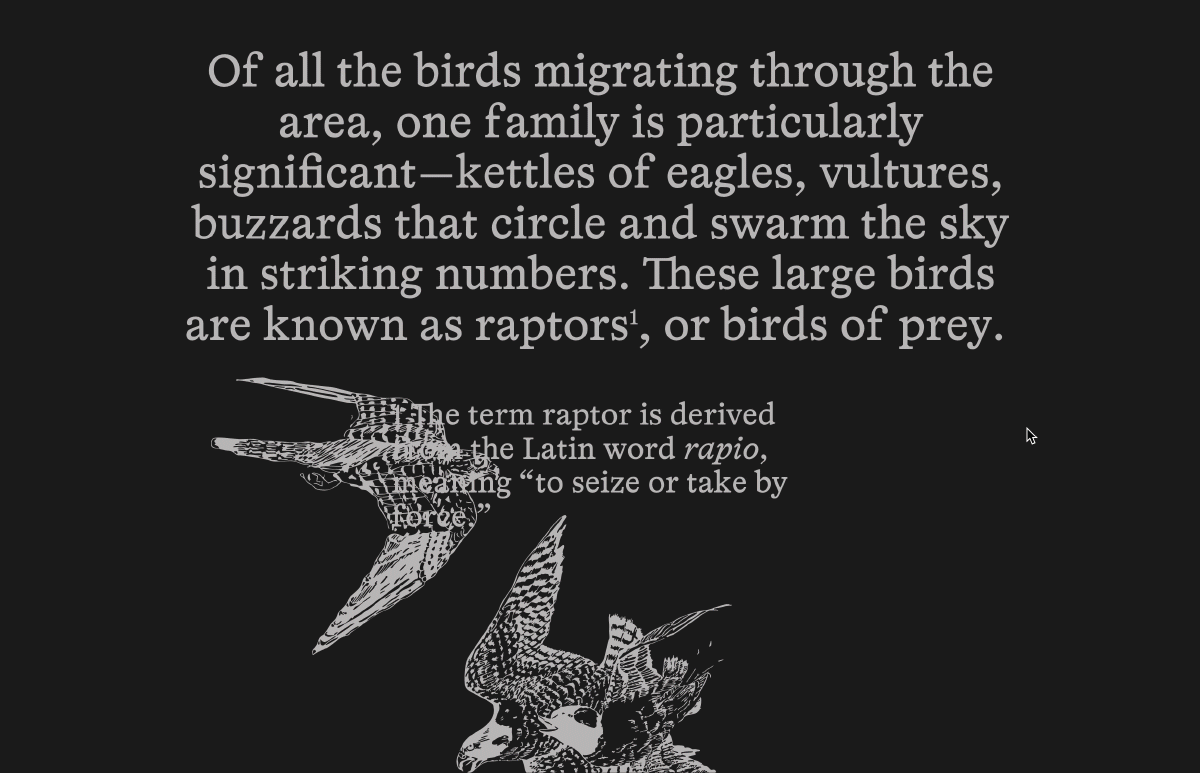 Of all the birds migrating through the
area, one family is particularly
significant—kettles of eagles, vultures,
buzzards that circle and swarm the sky
in striking numbers. These large birds
are known as raptors¹, or birds of prey.
¹ The term raptor is derived
from the Latin word rapio,
meaning “to seize or take by
force.”